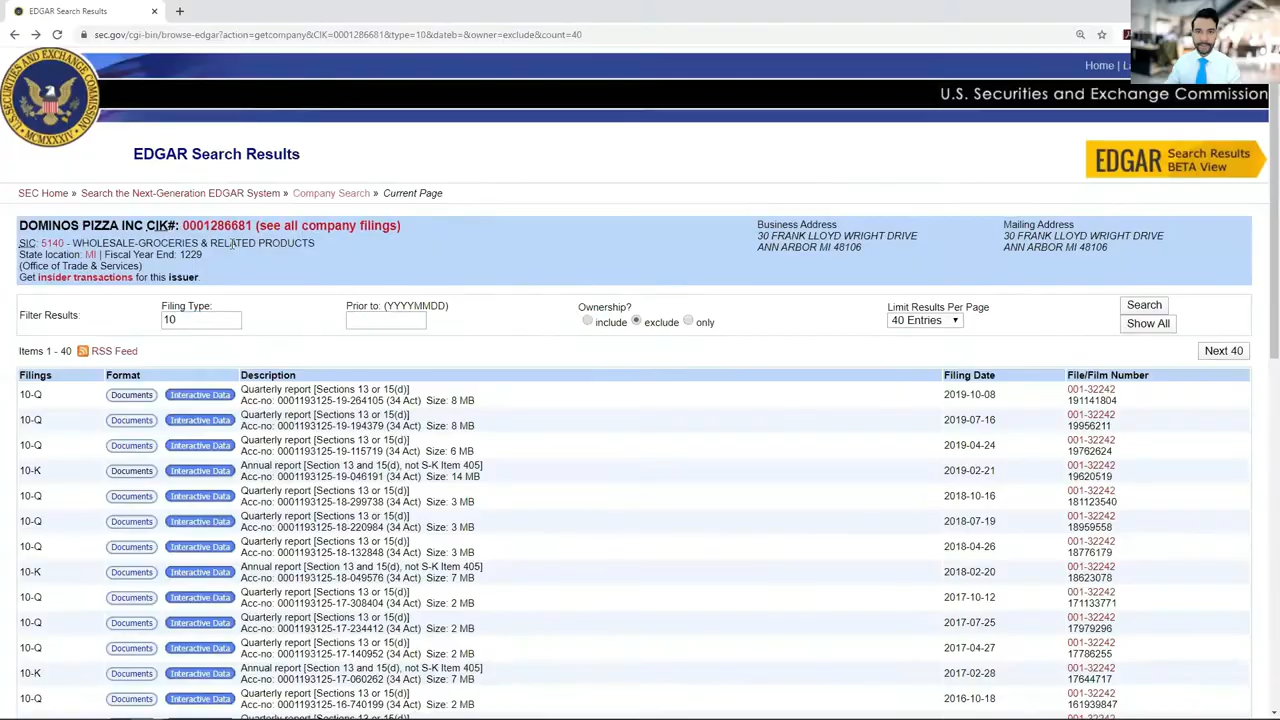 EDGAR Search Results
sec.gov/cgi-bin/browse-edgar?action=getcompany&CIK=0001286681&type=10&dateb=&owner=exclude&count=40
SECURITIES AND EXCHANGE COMMISSION
MCMXXXIV
Home |
U.S. Securities and Exchange Commission
EDGAR Search Results
EDGAR Search Results BETA View
SEC Home » Search the Next-Generation EDGAR System » Company Search » Current Page
DOMINOS PIZZA INC CIK#: 0001286681 (see all company filings)
SIC: 5140 - WHOLESALE-GROCERIES & RELATED PRODUCTS
State location: MI | Fiscal Year End: 1229
(Office of Trade & Services)
Get insider transactions for this issuer.
Business Address
30 FRANK LLOYD WRIGHT DRIVE
ANN ARBOR MI 48106
Mailing Address
30 FRANK LLOYD WRIGHT DRIVE
ANN ARBOR MI 48106
Filter Results:
Filing Type:
10
Prior to: (YYYYMMDD)
Ownership?
include exclude only
Limit Results Per Page
40 Entries
Search
Show All
Items 1 - 40 RSS Feed
Next 40
Filings Format Description Filing Date File/Film Number
10-Q Documents Interactive Data Quarterly report [Sections 13 or 15(d)] 2019-10-08 001-32242
Acc-no: 0001193125-19-264105 (34 Act) Size: 8 MB 191141804
10-Q Documents Interactive Data Quarterly report [Sections 13 or 15(d)] 2019-07-16 001-32242
Acc-no: 0001193125-19-194379 (34 Act) Size: 8 MB 19956211
10-Q Documents Interactive Data Quarterly report [Sections 13 or 15(d)] 2019-04-24 001-32242
Acc-no: 0001193125-19-115719 (34 Act) Size: 6 MB 19762624
10-K Documents Interactive Data Annual report [Section 13 and 15(d), not S-K Item 405] 2019-02-21 001-32242
Acc-no: 0001193125-19-046191 (34 Act) Size: 14 MB 19620519
10-Q Documents Interactive Data Quarterly report [Sections 13 or 15(d)] 2018-10-16 001-32242
Acc-no: 0001193125-18-299738 (34 Act) Size: 3 MB 181123540
10-Q Documents Interactive Data Quarterly report [Sections 13 or 15(d)] 2018-07-19 001-32242
Acc-no: 0001193125-18-220984 (34 Act) Size: 3 MB 18959558
10-Q Documents Interactive Data Quarterly report [Sections 13 or 15(d)] 2018-04-26 001-32242
Acc-no: 0001193125-18-132848 (34 Act) Size: 3 MB 18776179
10-K Documents Interactive Data Annual report [Section 13 and 15(d), not S-K Item 405] 2018-02-20 001-32242
Acc-no: 0001193125-18-049576 (34 Act) Size: 7 MB 18623078
10-Q Documents Interactive Data Quarterly report [Sections 13 or 15(d)] 2017-10-12 001-32242
Acc-no: 0001193125-17-308404 (34 Act) Size: 2 MB 171133771
10-Q Documents Interactive Data Quarterly report [Sections 13 or 15(d)] 2017-07-25 001-32242
Acc-no: 0001193125-17-234412 (34 Act) Size: 2 MB 17979296
10-Q Documents Interactive Data Quarterly report [Sections 13 or 15(d)] 2017-04-27 001-32242
Acc-no: 0001193125-17-140952 (34 Act) Size: 2 MB 17786255
10-K Documents Interactive Data Annual report [Section 13 and 15(d), not S-K Item 405] 2017-02-28 001-32242
Acc-no: 0001193125-17-060262 (34 Act) Size: 7 MB 17644717
10-Q Documents Interactive Data Quarterly report [Sections 13 or 15(d)] 2016-10-18 001-32242
Acc-no: 0001193125-16-740199 (34 Act) Size: 2 MB 161939847